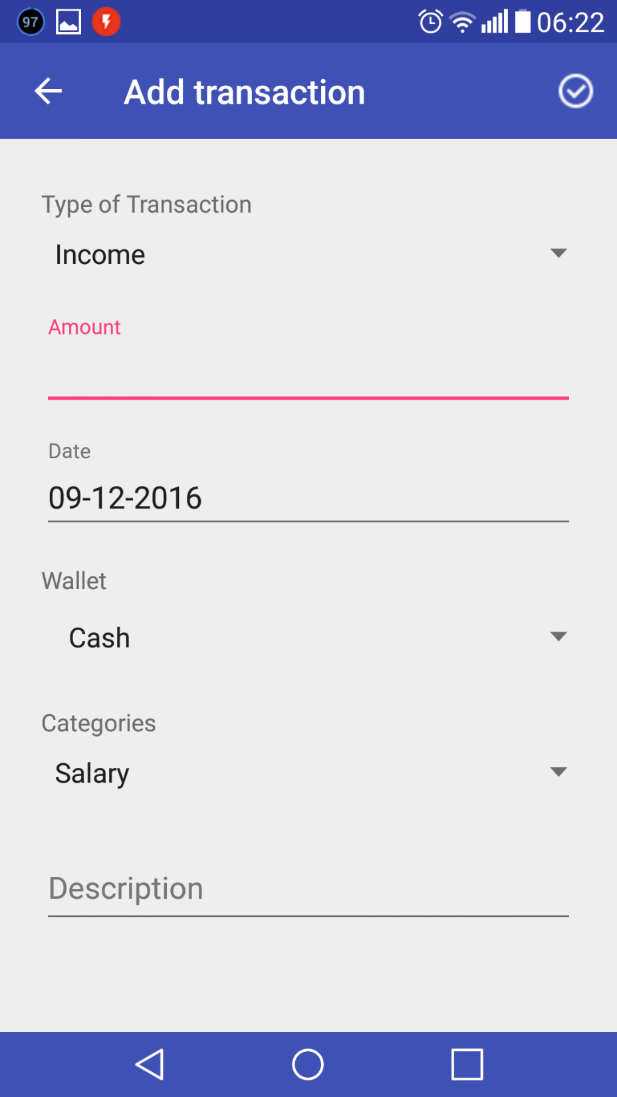 97 06:22
Add transaction
Type of Transaction
Income
Amount
Date
09-12-2016
Wallet
Cash
Categories
Salary
Description